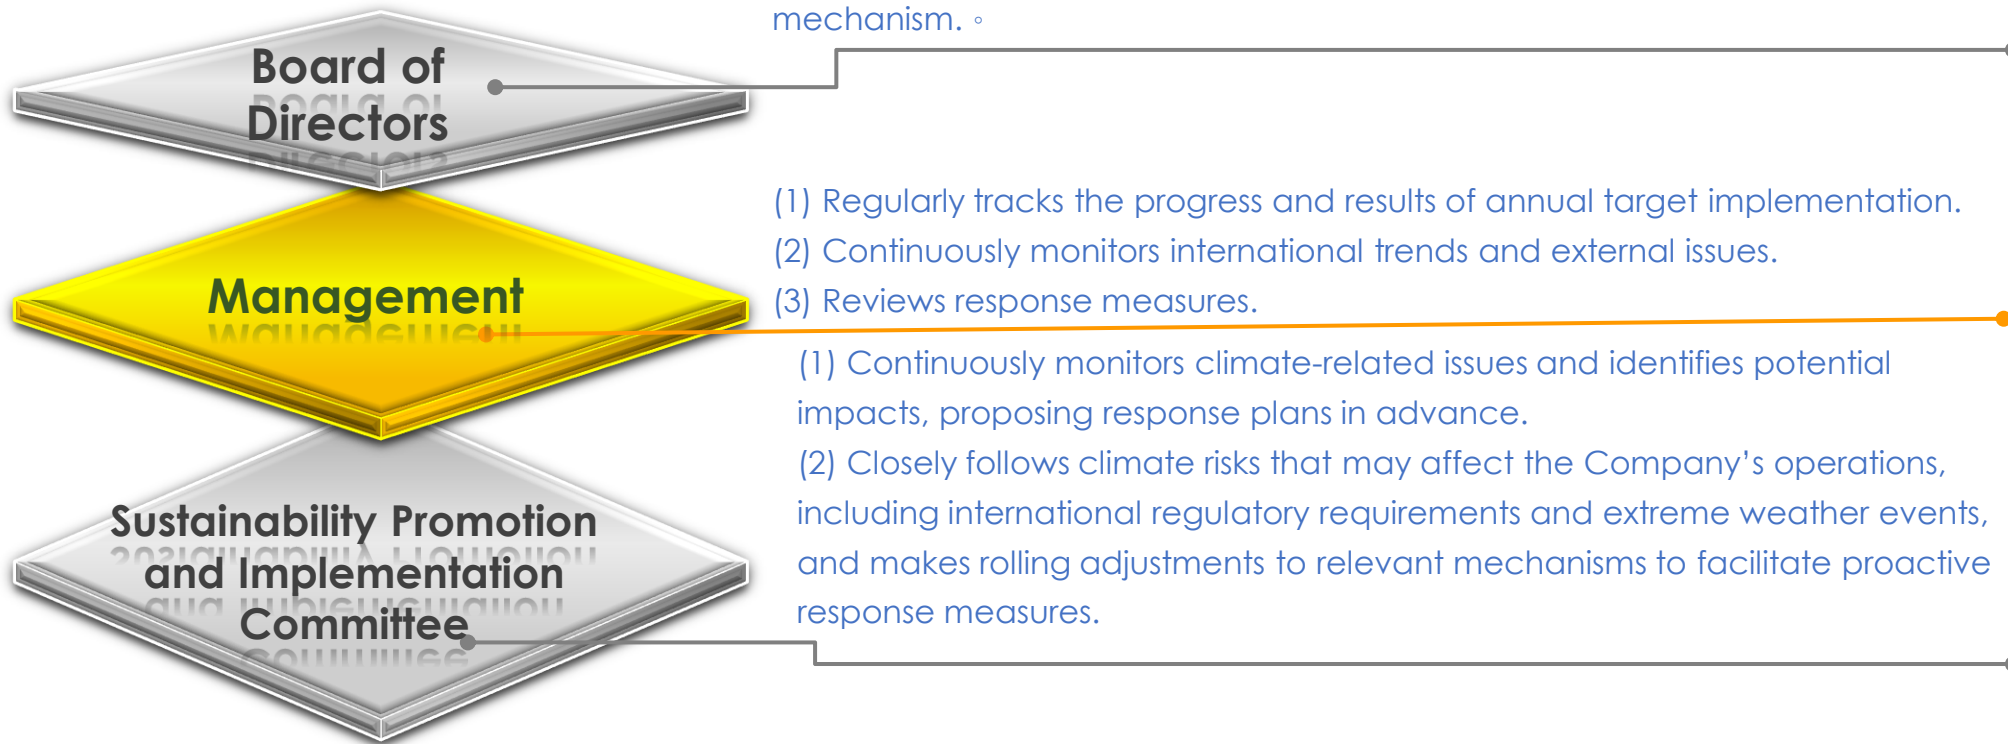 mechanism. 。
Board of
Directors
(1) Regularly tracks the progress and results of annual target implementation.
(2) Continuously monitors international trends and external issues.
(3) Reviews response measures.
Management
(1) Continuously monitors climate-related issues and identifies potential
impacts, proposing response plans in advance.
(2) Closely follows climate risks that may affect the Company’s operations,
including international regulatory requirements and extreme weather events,
and makes rolling adjustments to relevant mechanisms to facilitate proactive
response measures.
Sustainability Promotion
and Implementation
Committee